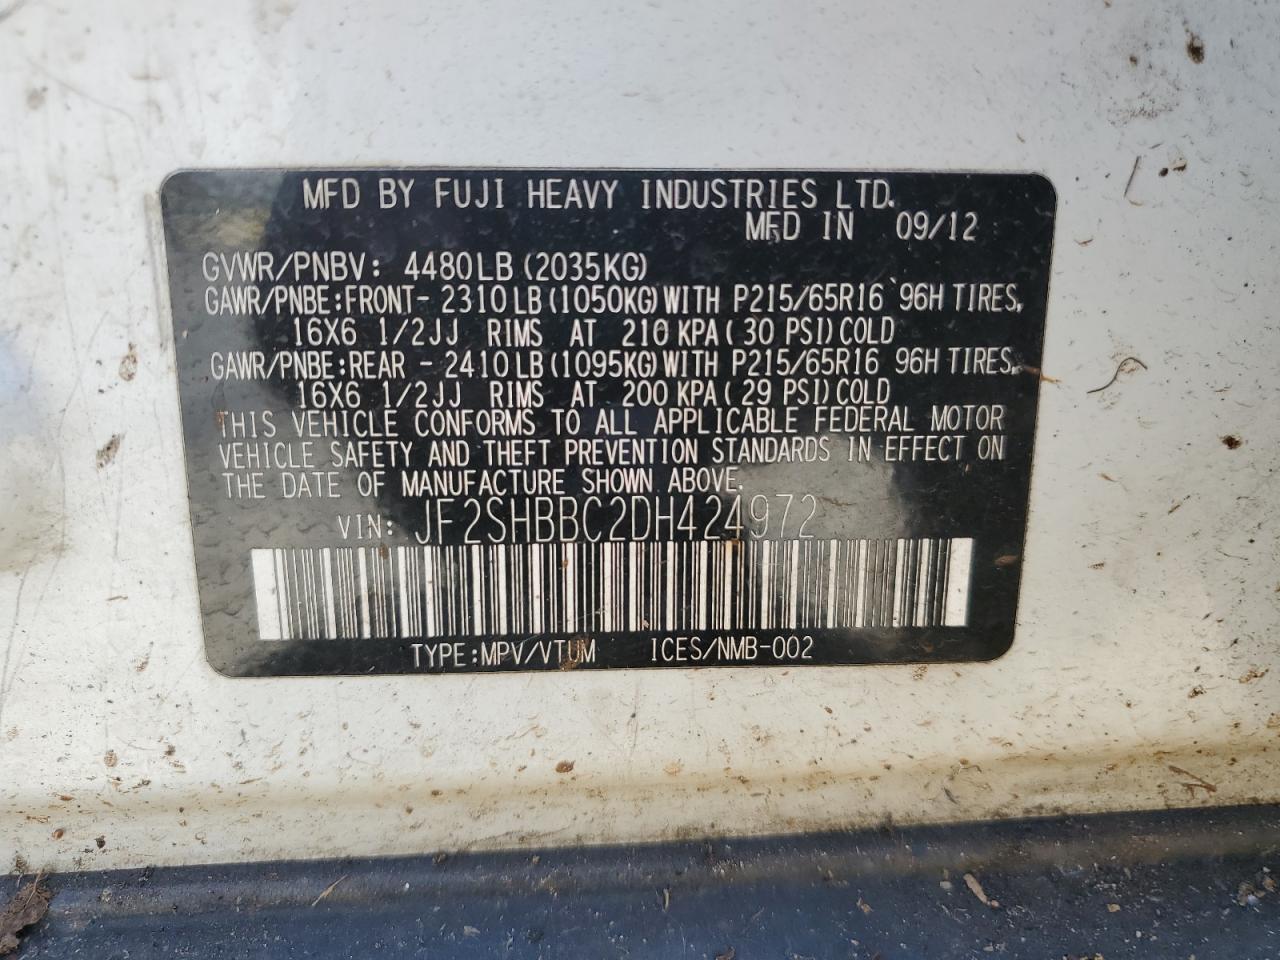 MFD BY FUJI HEAVY INDUSTRIES LTD.
MFD IN 09/12
GVWR/PNBV: 4480LB (2035KG)
GAWR/PNBE:FRONT- 2310LB(1050KG)WITH P215/65R16 96H TIRES,
16X6 1/2JJ RIMS AT 210 KPA(30 PSI)COLD
GAWR/PNBE:REAR - 2410LB(1095KG)WITH P215/65R16 96H TIRES,
16X6 1/2JJ RIMS AT 200 KPA(29 PSI)COLD
THIS VEHICLE CONFORMS TO ALL APPLICABLE FEDERAL MOTOR
VEHICLE SAFETY AND THEFT PREVENTION STANDARDS IN EFFECT ON
THE DATE OF MANUFACTURE SHOWN ABOVE.
VIN: JF2SHBBC2DH424972
TYPE:MPV/VTUM ICES/NMB-002